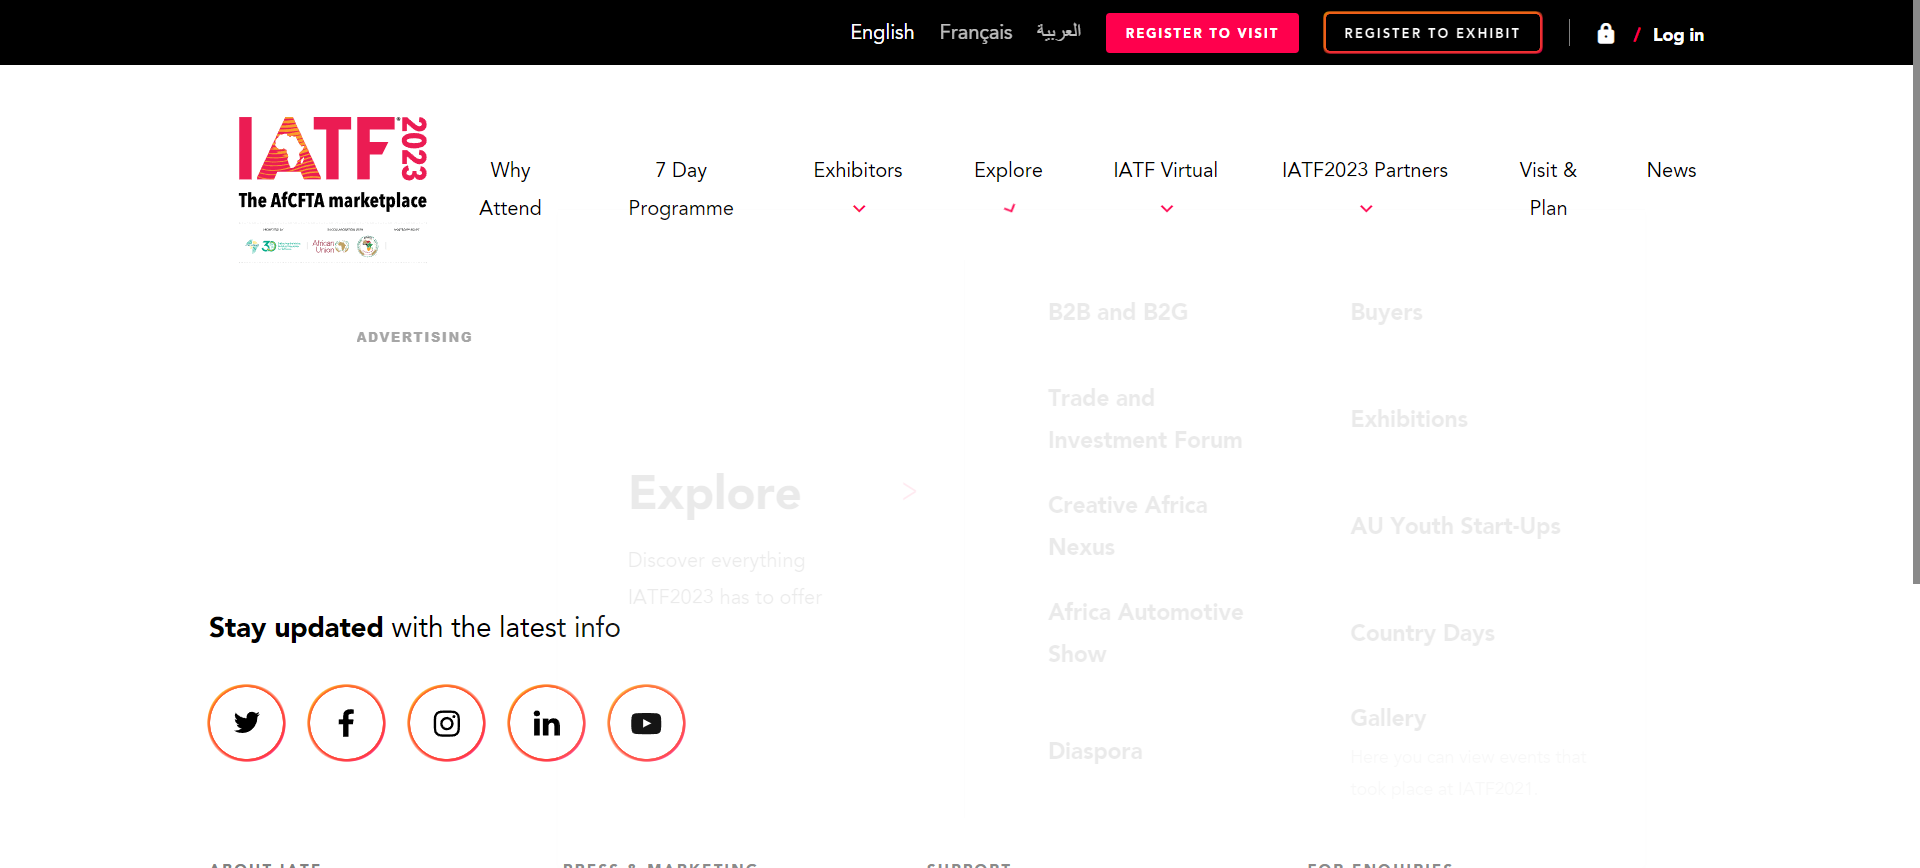 English Français العربية REGISTER TO VISIT REGISTER TO EXHIBIT / Log in
IATF 2023
The AfCFTA marketplace
African Union
Why Attend
7 Day Programme
Exhibitors
Explore
IATF Virtual
IATF2023 Partners
Visit & Plan
News
ADVERTISING
Explore
Discover everything
IATF2023 has to offer
B2B and B2G
Trade and
Investment Forum
Creative Africa
Nexus
Africa Automotive
Show
Diaspora
Buyers
Exhibitions
AU Youth Start-Ups
Country Days
Gallery
Here you can view events that
took place at IATF2021.
Stay updated with the latest info
ABOUT IATF
PRESS & MARKETING
SUPPORT
FOR ENQUIRIES